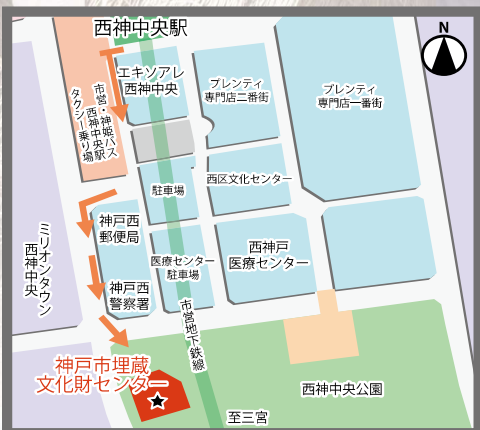 西神中央駅
N
エキソアレ
西神中央
プレンティ
専門店二番街
プレンティ
専門店一番街
市営・神姫バス
西神中央駅
タクシー乗り場
駐車場
西区文化センター
神戸西
郵便局
医療センター
駐車場
西神戸
医療センター
ミリオンタウン
西神中央
神戸西
警察署
市営地下鉄線
神戸市埋蔵
文化財センター
西神中央公園
至三宮